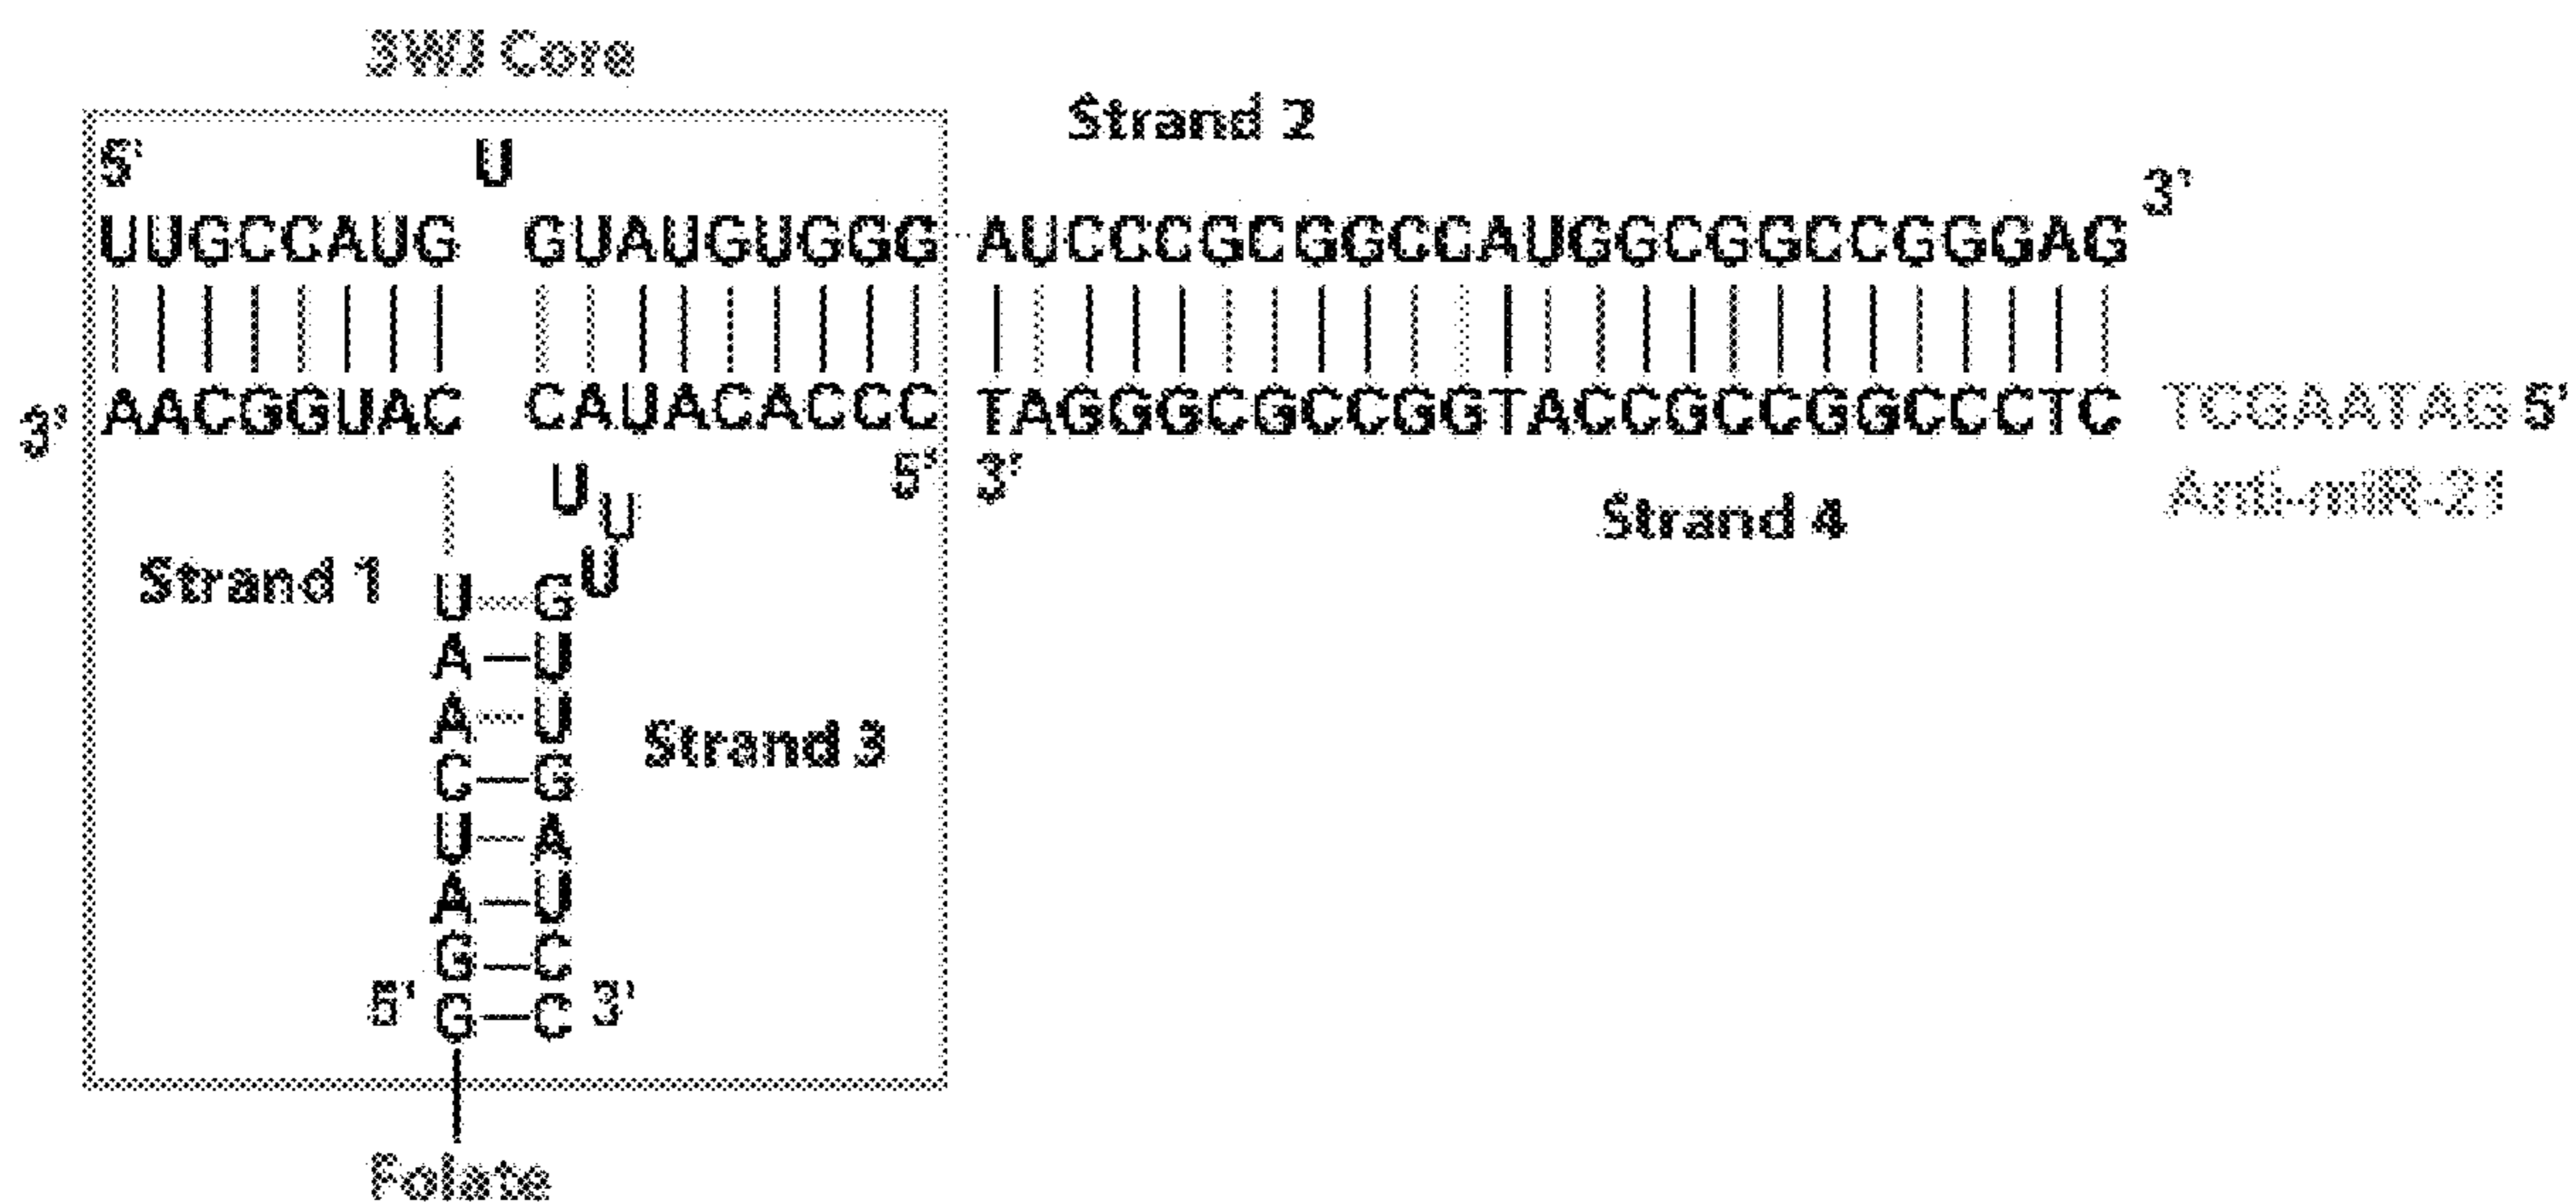 3WJ Core
Strand 2
5' U 3'
UUGCCAUG GUAUGUGGG AUCCCGCGGCCAUGGCGGCCGGGAG
3' AACGGUAC CAUACACCC TAGGGCGCCGGTACCGCCGGCCCTC TCGAATAG 5'
5' 3'
Anti-miR-21
U
U
U
Strand 4
Strand 1
U G
A U
A U
Strand 3
C G
U A
A U
G C
5' G C 3'
Folate